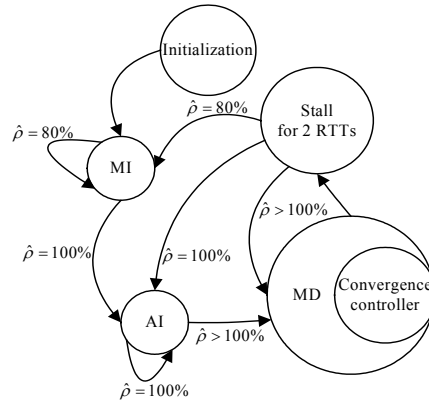 Initialization
ρ̂ = 80%
Stall
for 2 RTTs
ρ̂ = 80%
MI
ρ̂ > 100%
ρ̂ = 100%
ρ̂ = 100%
MD
Convergence
controller
AI
ρ̂ > 100%
ρ̂ = 100%